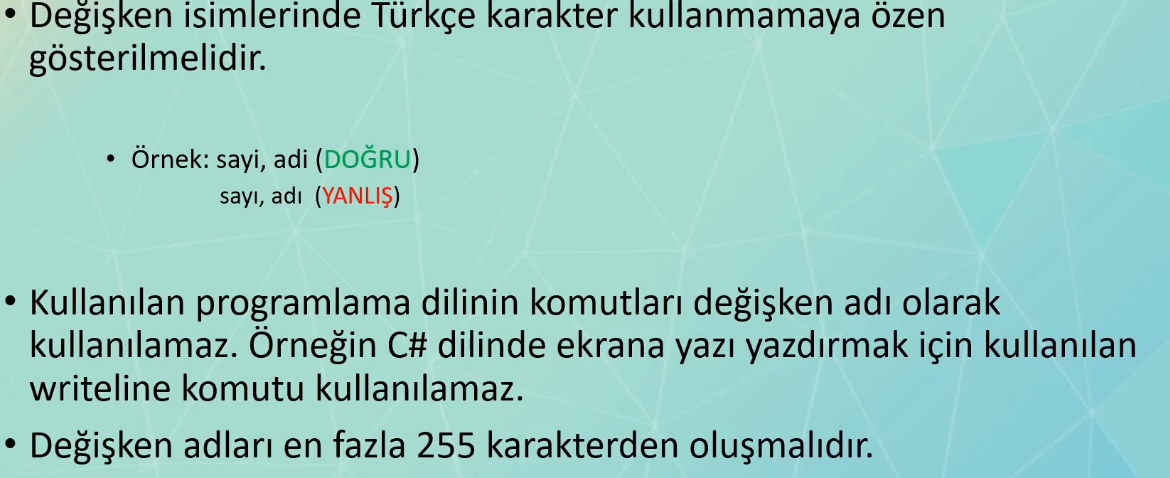 • Değişken isimlerinde Türkçe karakter kullanmamaya özen
gösterilmelidir.
• Örnek: sayi, adi (DOĞRU)
sayı, adı (YANLIŞ)
• Kullanılan programlama dilinin komutları değişken adı olarak
kullanılamaz. Örneğin C# dilinde ekrana yazı yazdırmak için kullanılan
writeline komutu kullanılamaz.
• Değişken adları en fazla 255 karakterden oluşmalıdır.